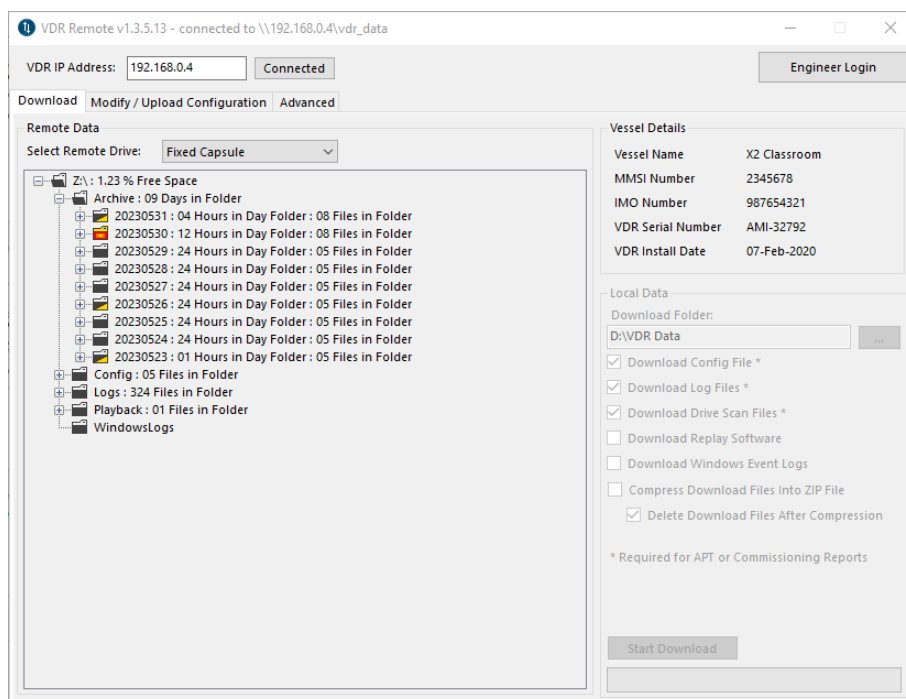 VDR Remote v1.3.5.13 - connected to \\192.168.0.4\vdr_data
VDR IP Address: 192.168.0.4 Connected Engineer Login
Download Modify / Upload Configuration Advanced
Remote Data
Select Remote Drive: Fixed Capsule
Z:\ : 1.23 % Free Space
Archive : 09 Days in Folder
20230531 : 04 Hours in Day Folder : 08 Files in Folder
20230530 : 12 Hours in Day Folder : 08 Files in Folder
20230529 : 24 Hours in Day Folder : 05 Files in Folder
20230528 : 24 Hours in Day Folder : 05 Files in Folder
20230527 : 24 Hours in Day Folder : 05 Files in Folder
20230526 : 24 Hours in Day Folder : 05 Files in Folder
20230525 : 24 Hours in Day Folder : 05 Files in Folder
20230524 : 24 Hours in Day Folder : 05 Files in Folder
20230523 : 01 Hours in Day Folder : 05 Files in Folder
Config : 05 Files in Folder
Logs : 324 Files in Folder
Playback : 01 Files in Folder
WindowsLogs
Vessel Details
Vessel Name X2 Classroom
MMSI Number 2345678
IMO Number 987654321
VDR Serial Number AMI-32792
VDR Install Date 07-Feb-2020
Local Data
Download Folder:
D:\VDR Data ...
Download Config File *
Download Log Files *
Download Drive Scan Files *
Download Replay Software
Download Windows Event Logs
Compress Download Files Into ZIP File
Delete Download Files After Compression
* Required for APT or Commissioning Reports
Start Download